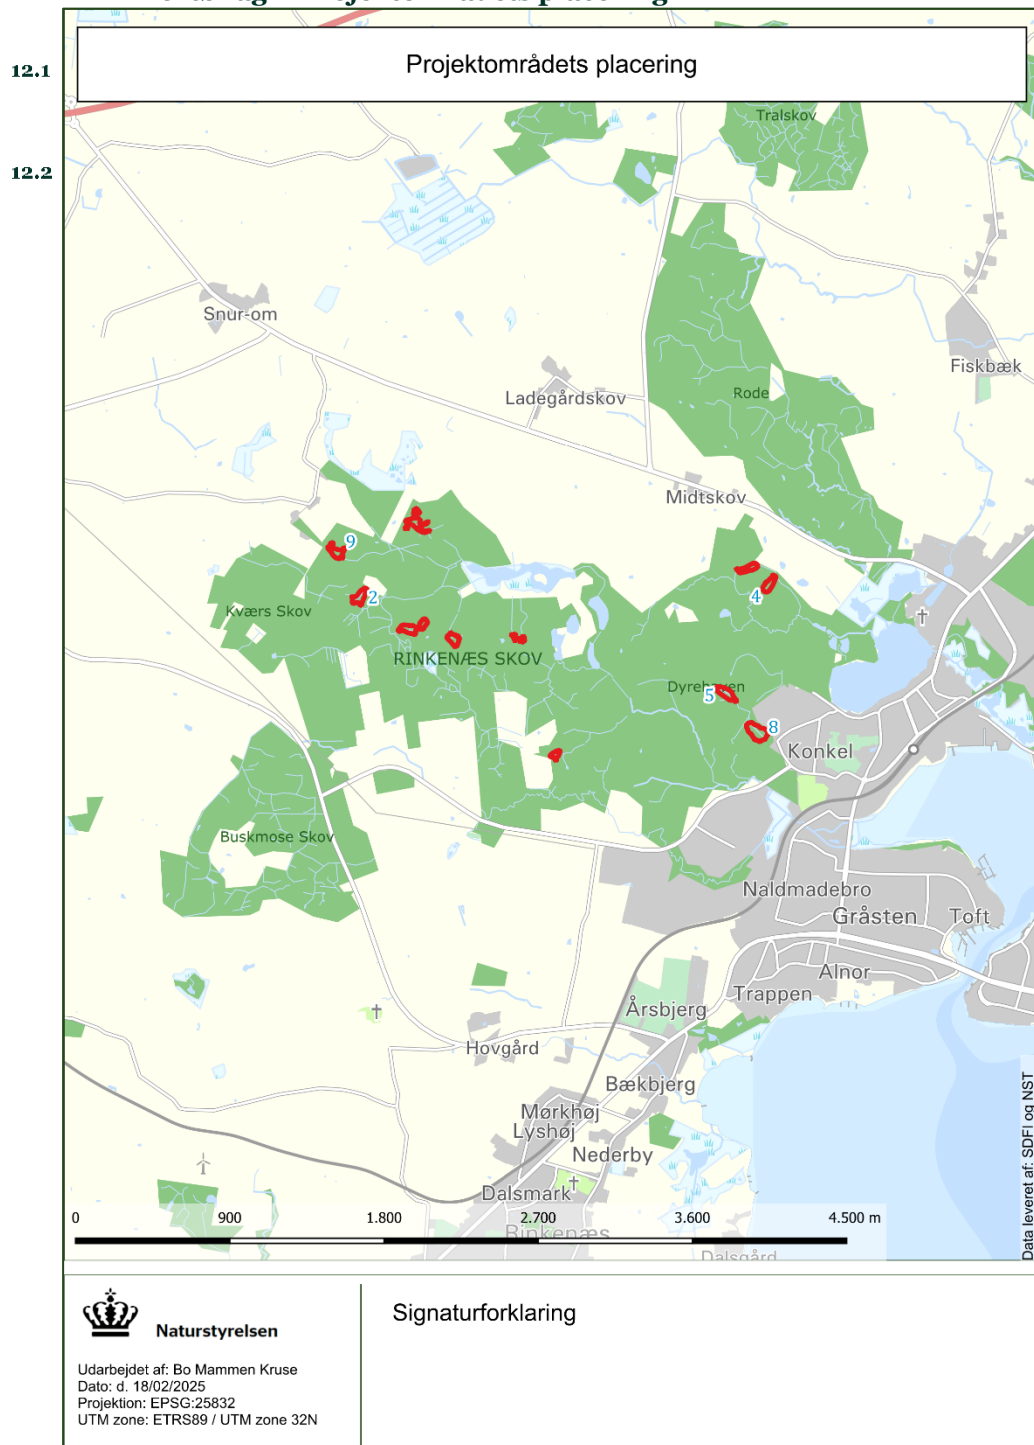 12.1
Projektområdets placering
Tralskov
12.2
Snur-om
Fiskbæk
Rode
Ladegårdskov
Midtskov
9
2
4
Kværs Skov
RINKENÆS SKOV
Dyrehaven
5
8
Konkel
Buskmose Skov
Naldmadebro
Gråsten
Toft
Alnor
Trappen
Årsbjerg
Hovgård
Bækbjerg
Mørkhøj
Lyshøj
Nederby
Dalsmark
Rinkenæs
Dalsgård
0 900 1.800 2.700 3.600 4.500 m
Data leveret af: SDFI og NST
Naturstyrelsen
Signaturforklaring
Udarbejdet af: Bo Mammen Kruse
Dato: d. 18/02/2025
Projektion: EPSG:25832
UTM zone: ETRS89 / UTM zone 32N